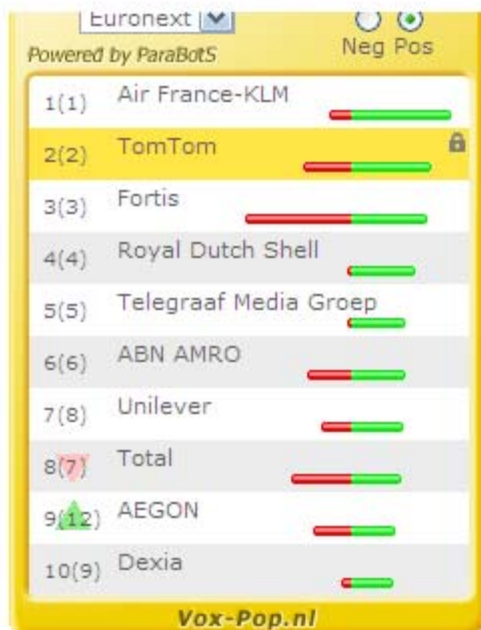 Euronext
Neg Pos
Powered by ParaBotS
1(1) Air France-KLM
2(2) TomTom
3(3) Fortis
4(4) Royal Dutch Shell
5(5) Telegraaf Media Groep
6(6) ABN AMRO
7(8) Unilever
8(7) Total
9(12) AEGON
10(9) Dexia
Vox-Pop.nl